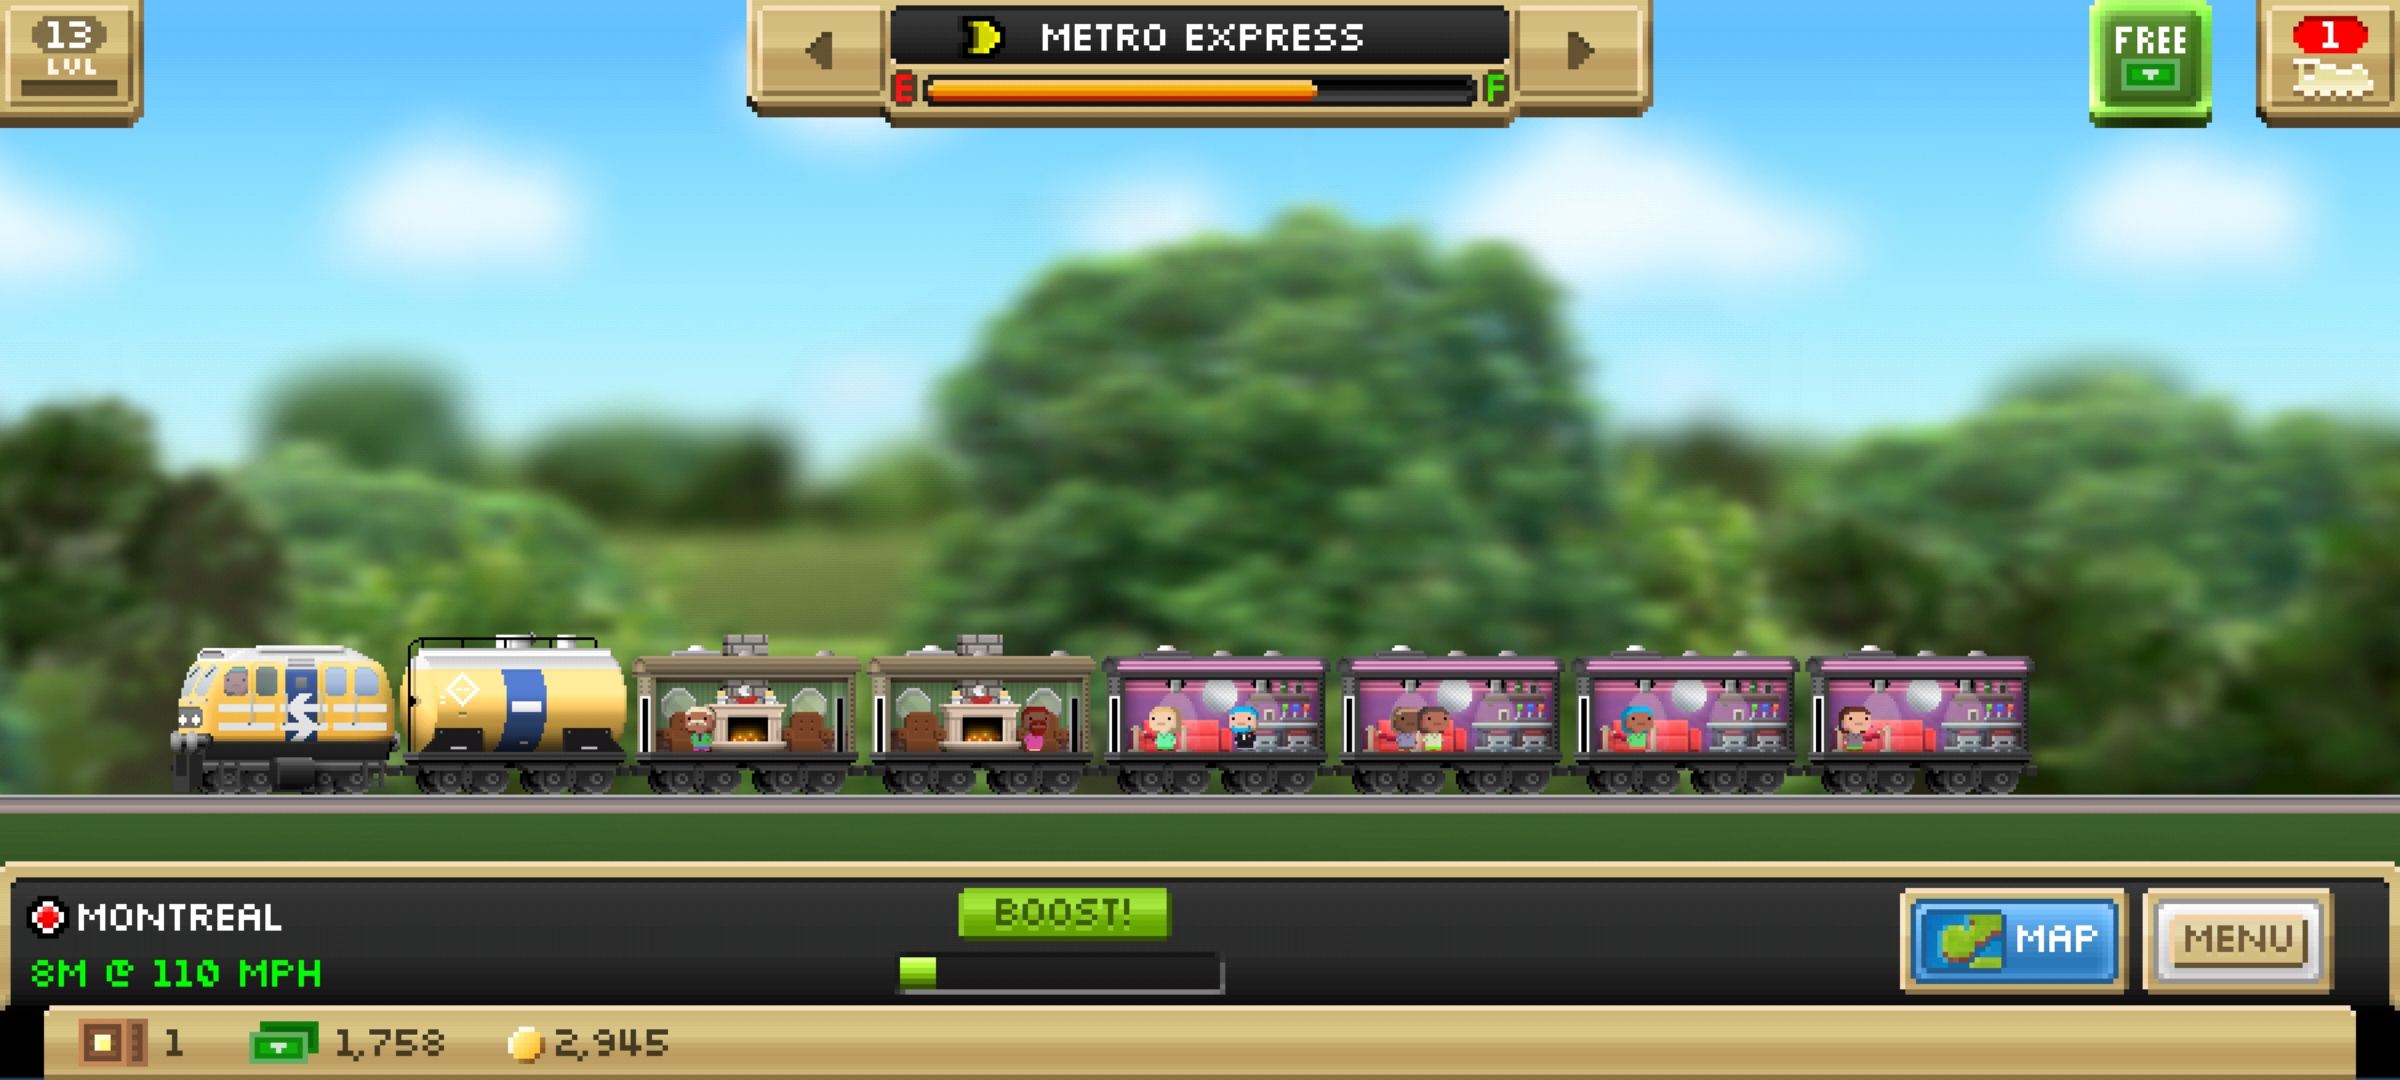 13
LVL
METRO EXPRESS
E F
FREE
1
MONTREAL
8M @ 110 MPH
BOOST!
MAP
MENU
1
1,758
2,945